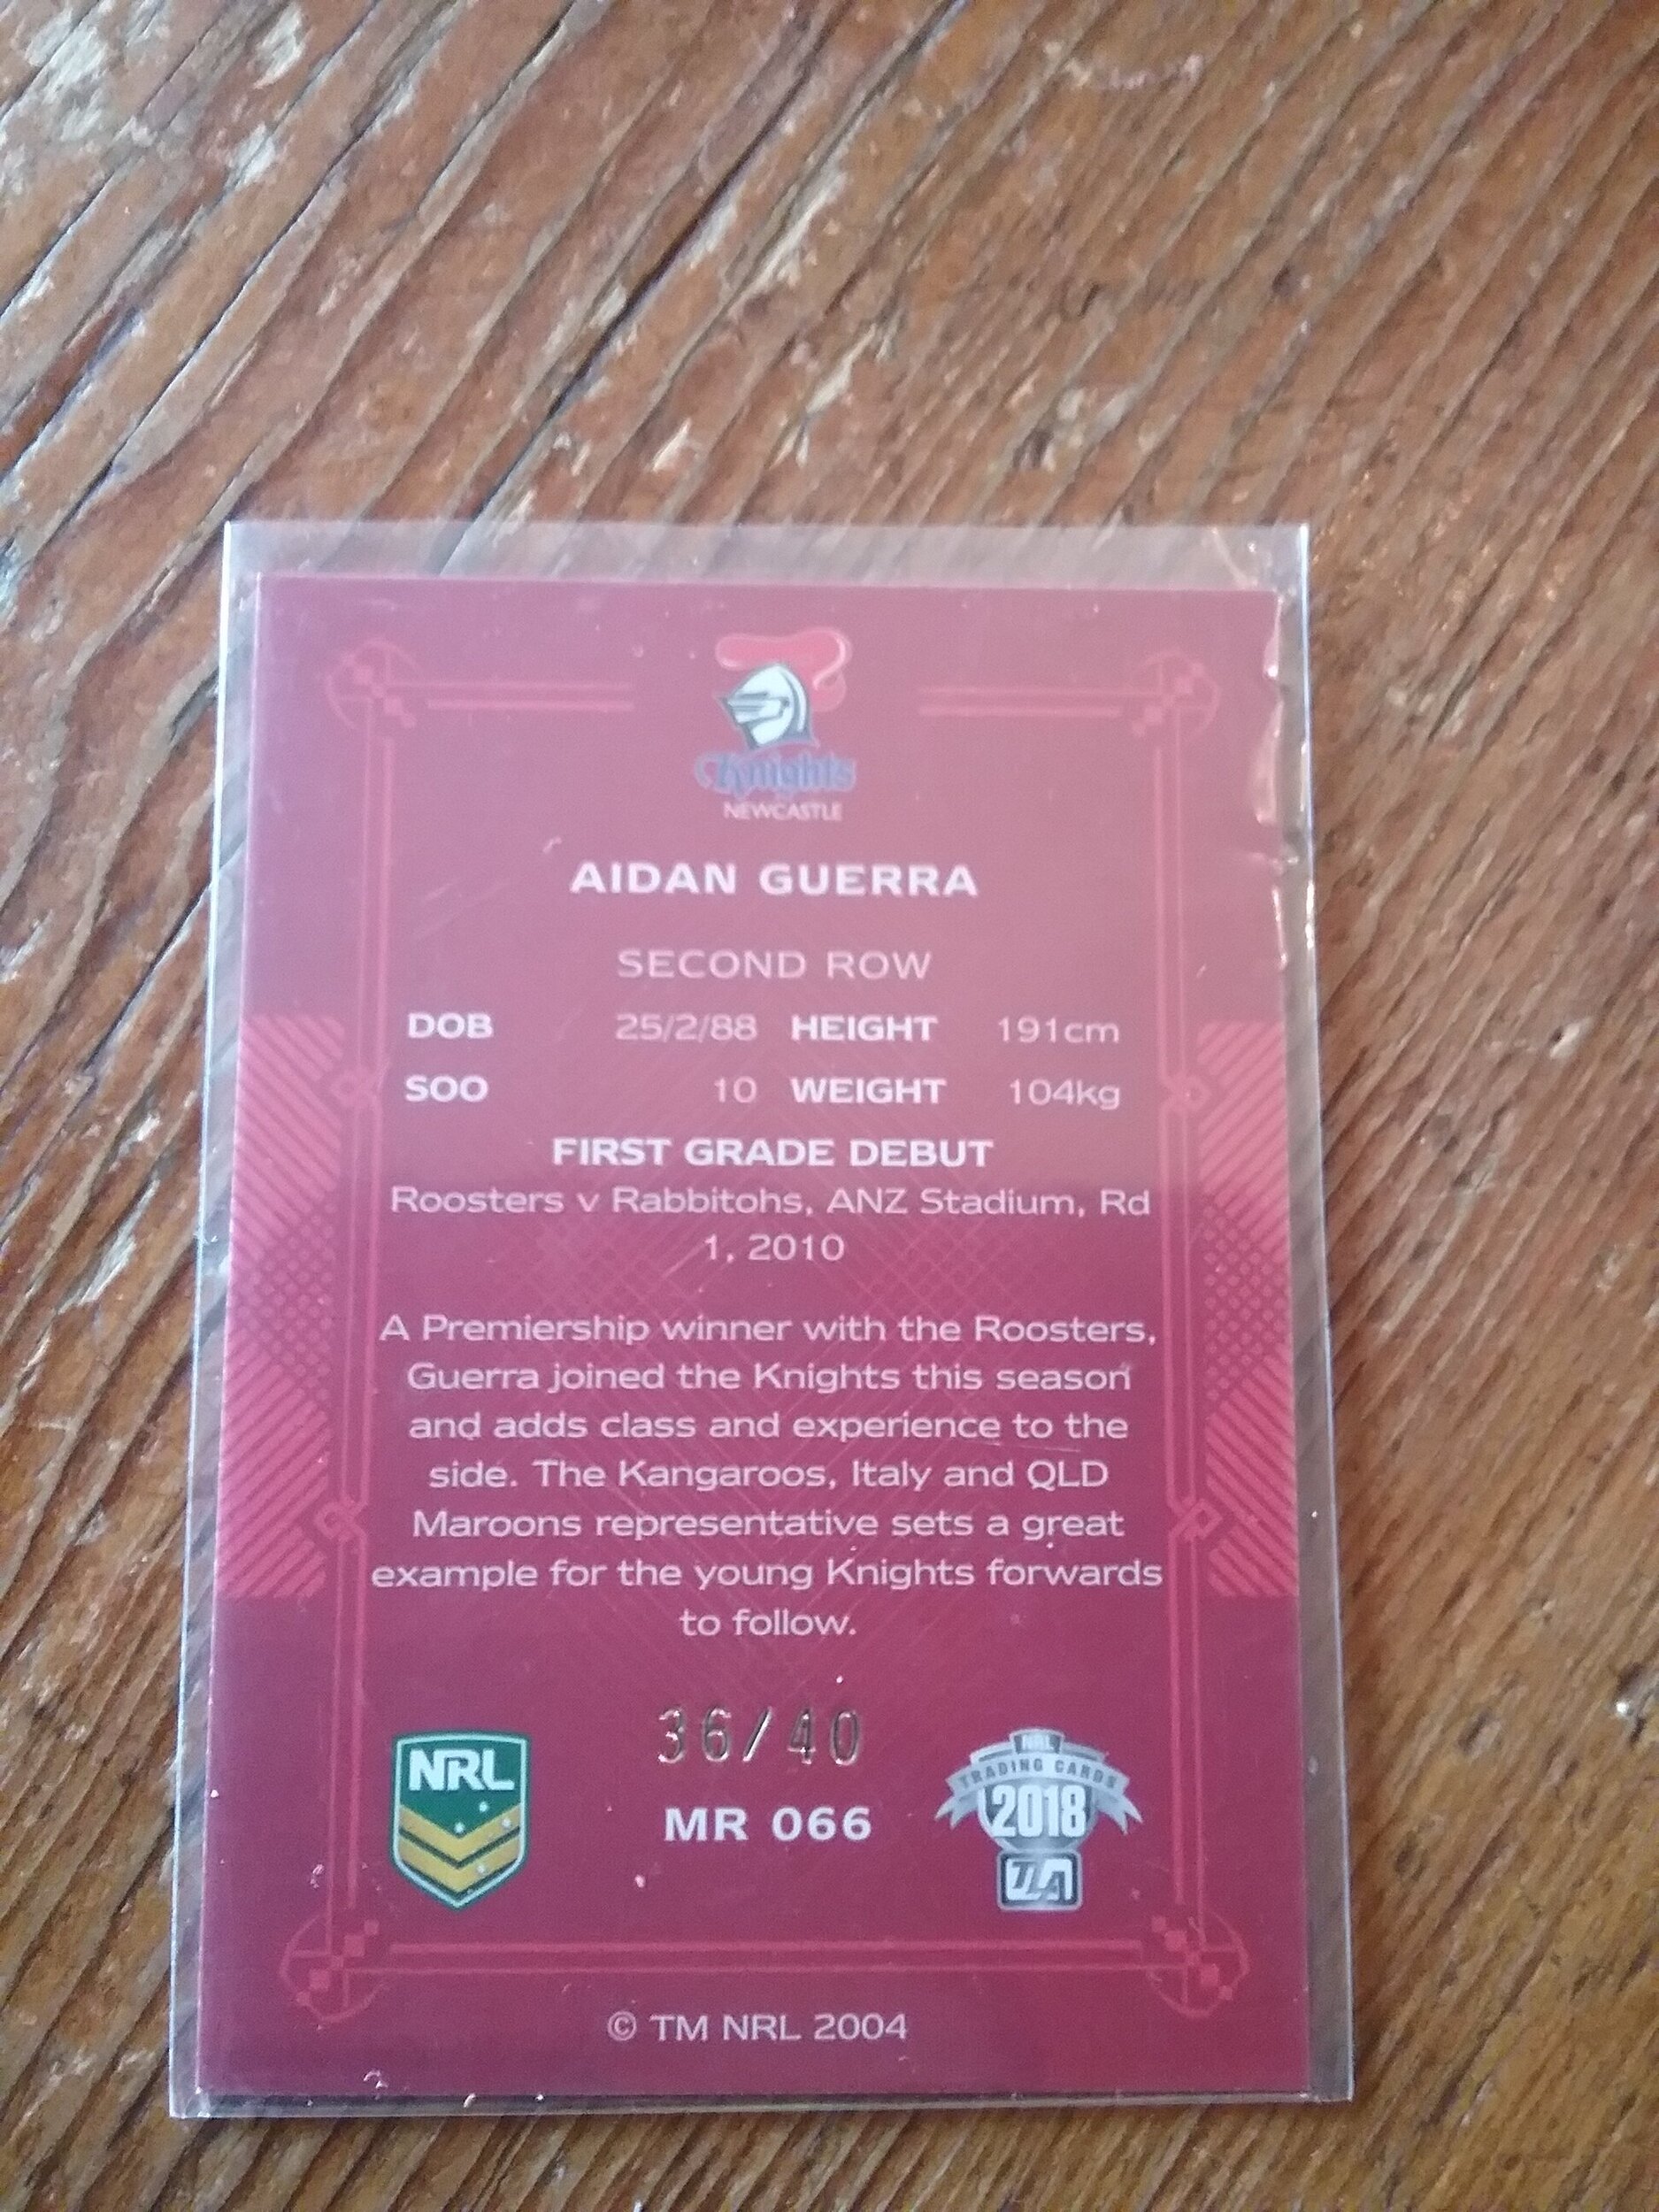 Knights
NEWCASTLE
AIDAN GUERRA
SECOND ROW
DOB 25/2/88 HEIGHT 191cm
SOO 10 WEIGHT 104kg
FIRST GRADE DEBUT
Roosters v Rabbitohs, ANZ Stadium, Rd
1, 2010
A Premiership winner with the Roosters,
Guerra joined the Knights this season
and adds class and experience to the
side. The Kangaroos, Italy and QLD
Maroons representative sets a great
example for the young Knights forwards
to follow.
36/40
NRL
MR 066
NRL
TRADING CARDS
2018
TLA
© TM NRL 2004